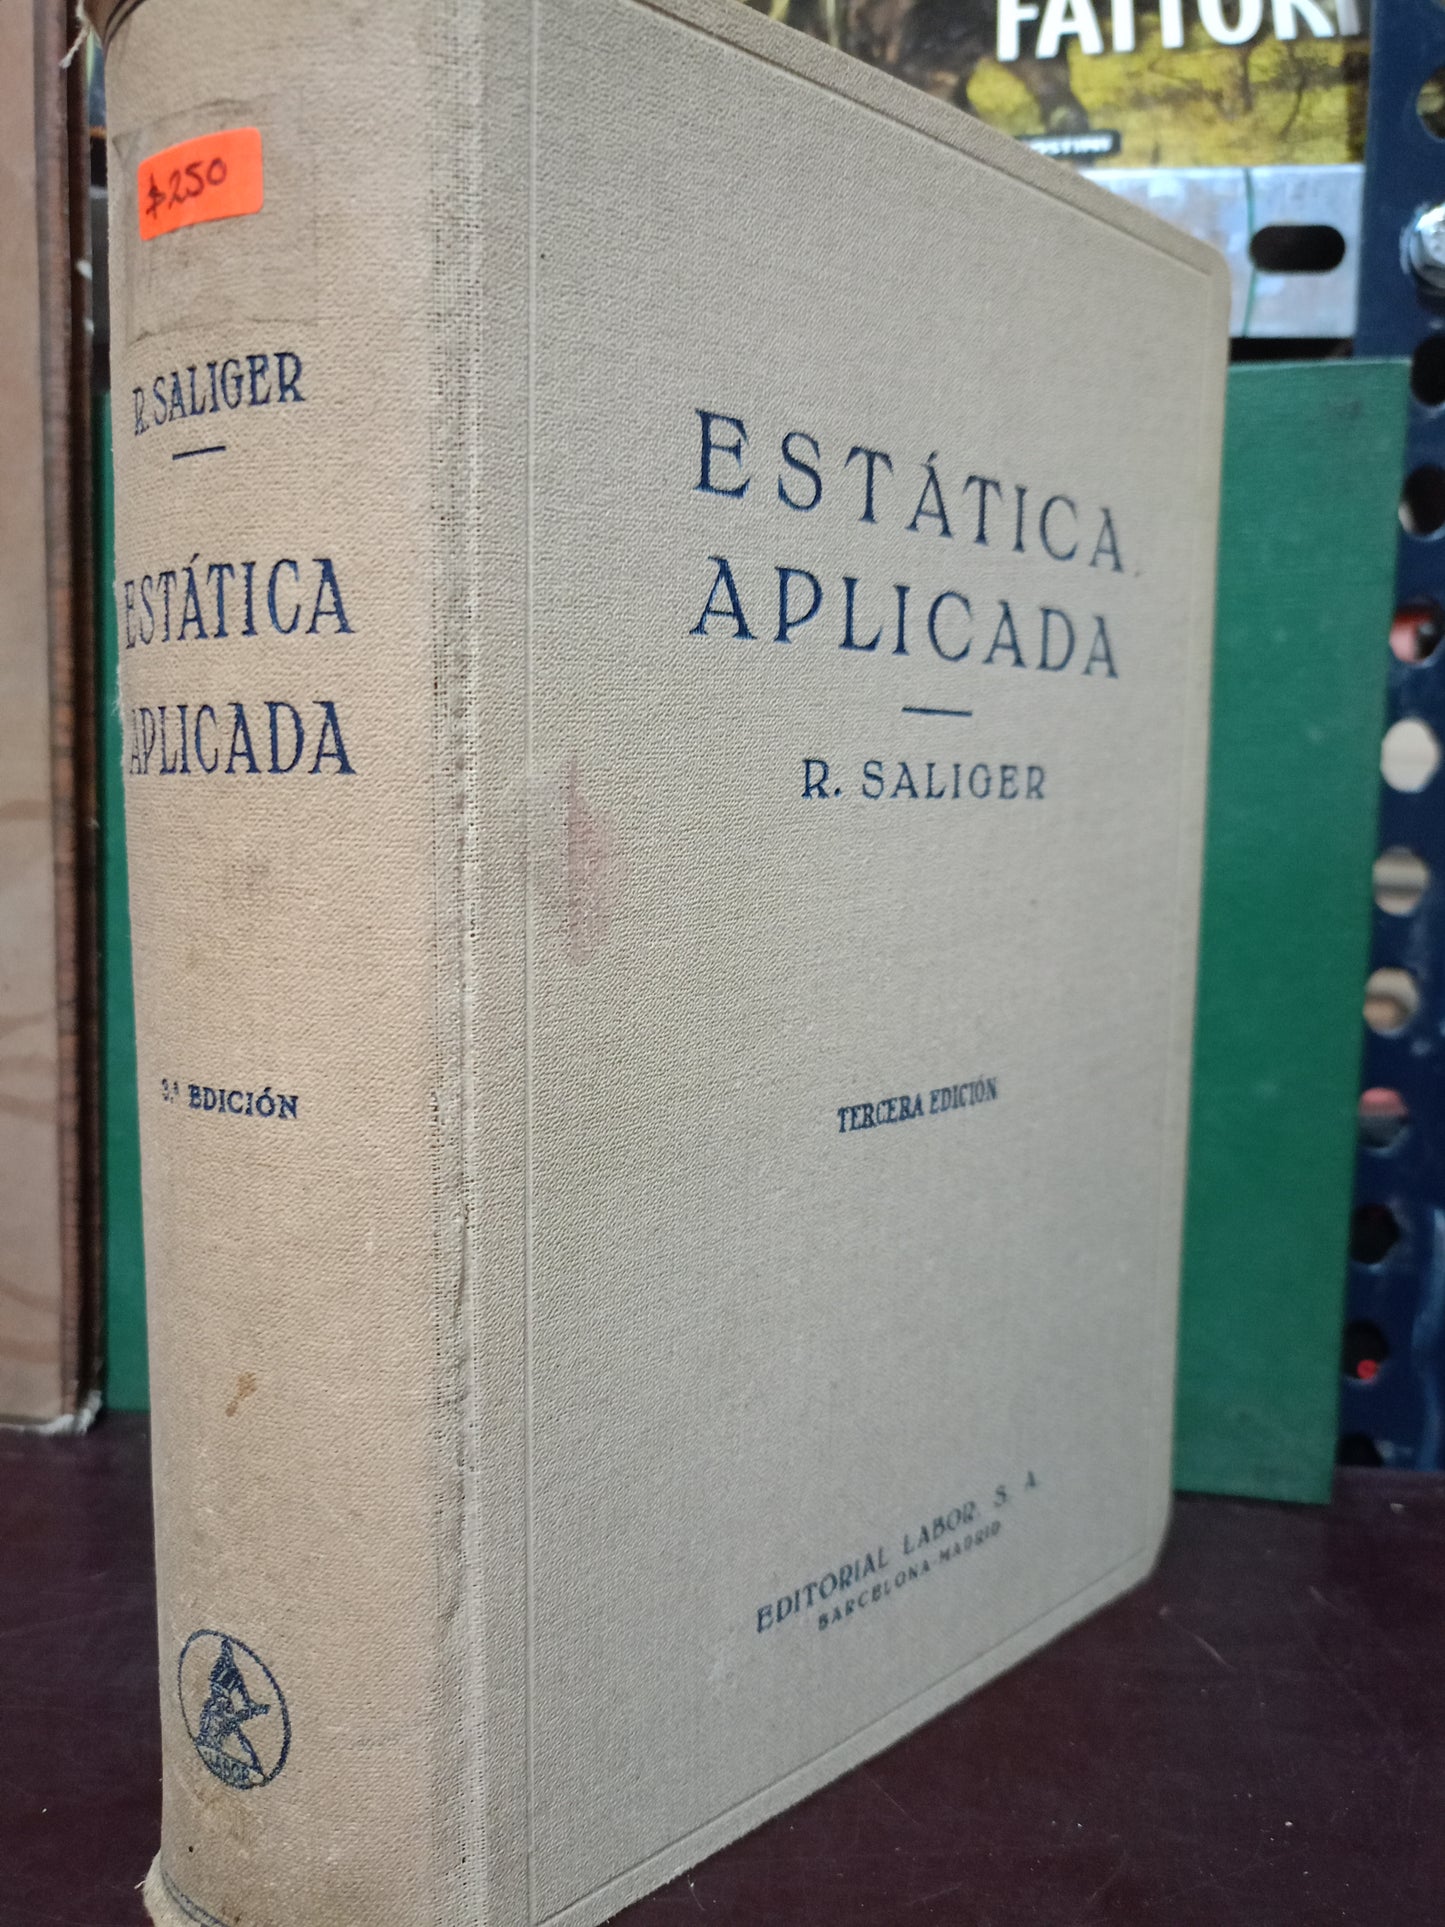 $250
R. SALIGER
ESTÁTICA
APLICADA
3.ª EDICIÓN
LABOR
ESTÁTICA
APLICADA
R. SALIGER
TERCERA EDICIÓN
EDITORIAL LABOR, S. A.
BARCELONA-MADRID
FATTORI